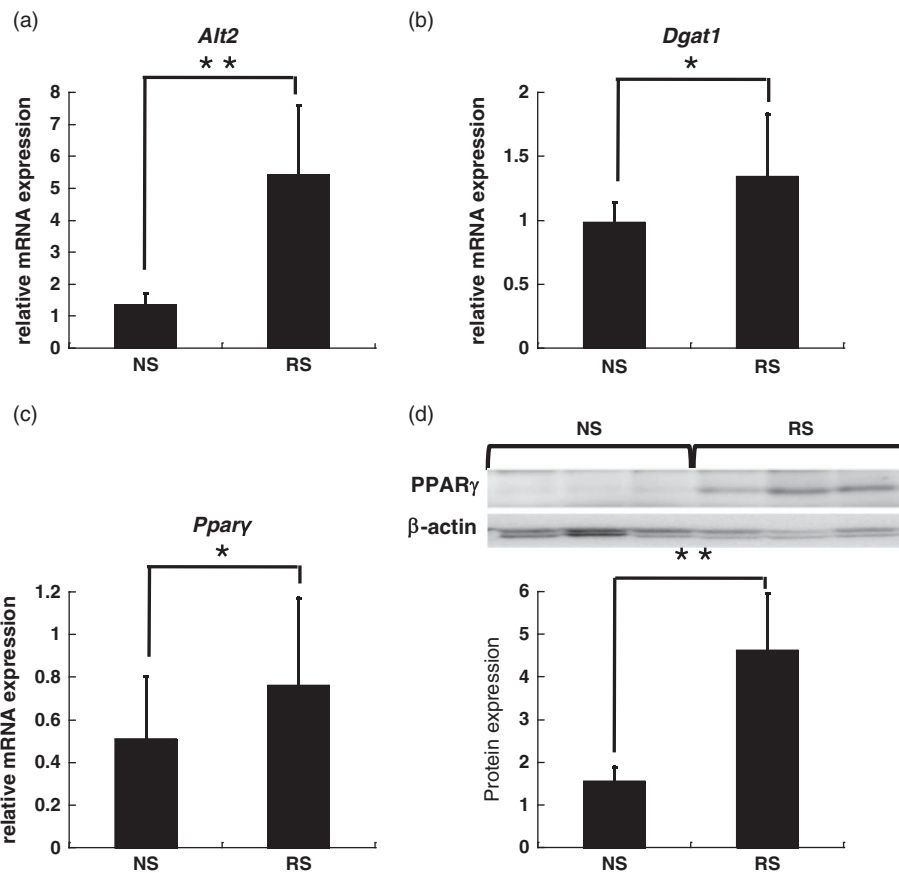 (a)
Alt2
* *
relative mRNA expression
8
7
6
5
4
3
2
1
0
NS
RS
(b)
Dgat1
*
relative mRNA expression
2
1.5
1
0.5
0
NS
RS
(c)
Pparγ
*
relative mRNA expression
1.2
1
0.8
0.6
0.4
0.2
0
NS
RS
(d)
NS
RS
PPARγ
β-actin
* *
Protein expression
6
5
4
3
2
1
0
NS
RS